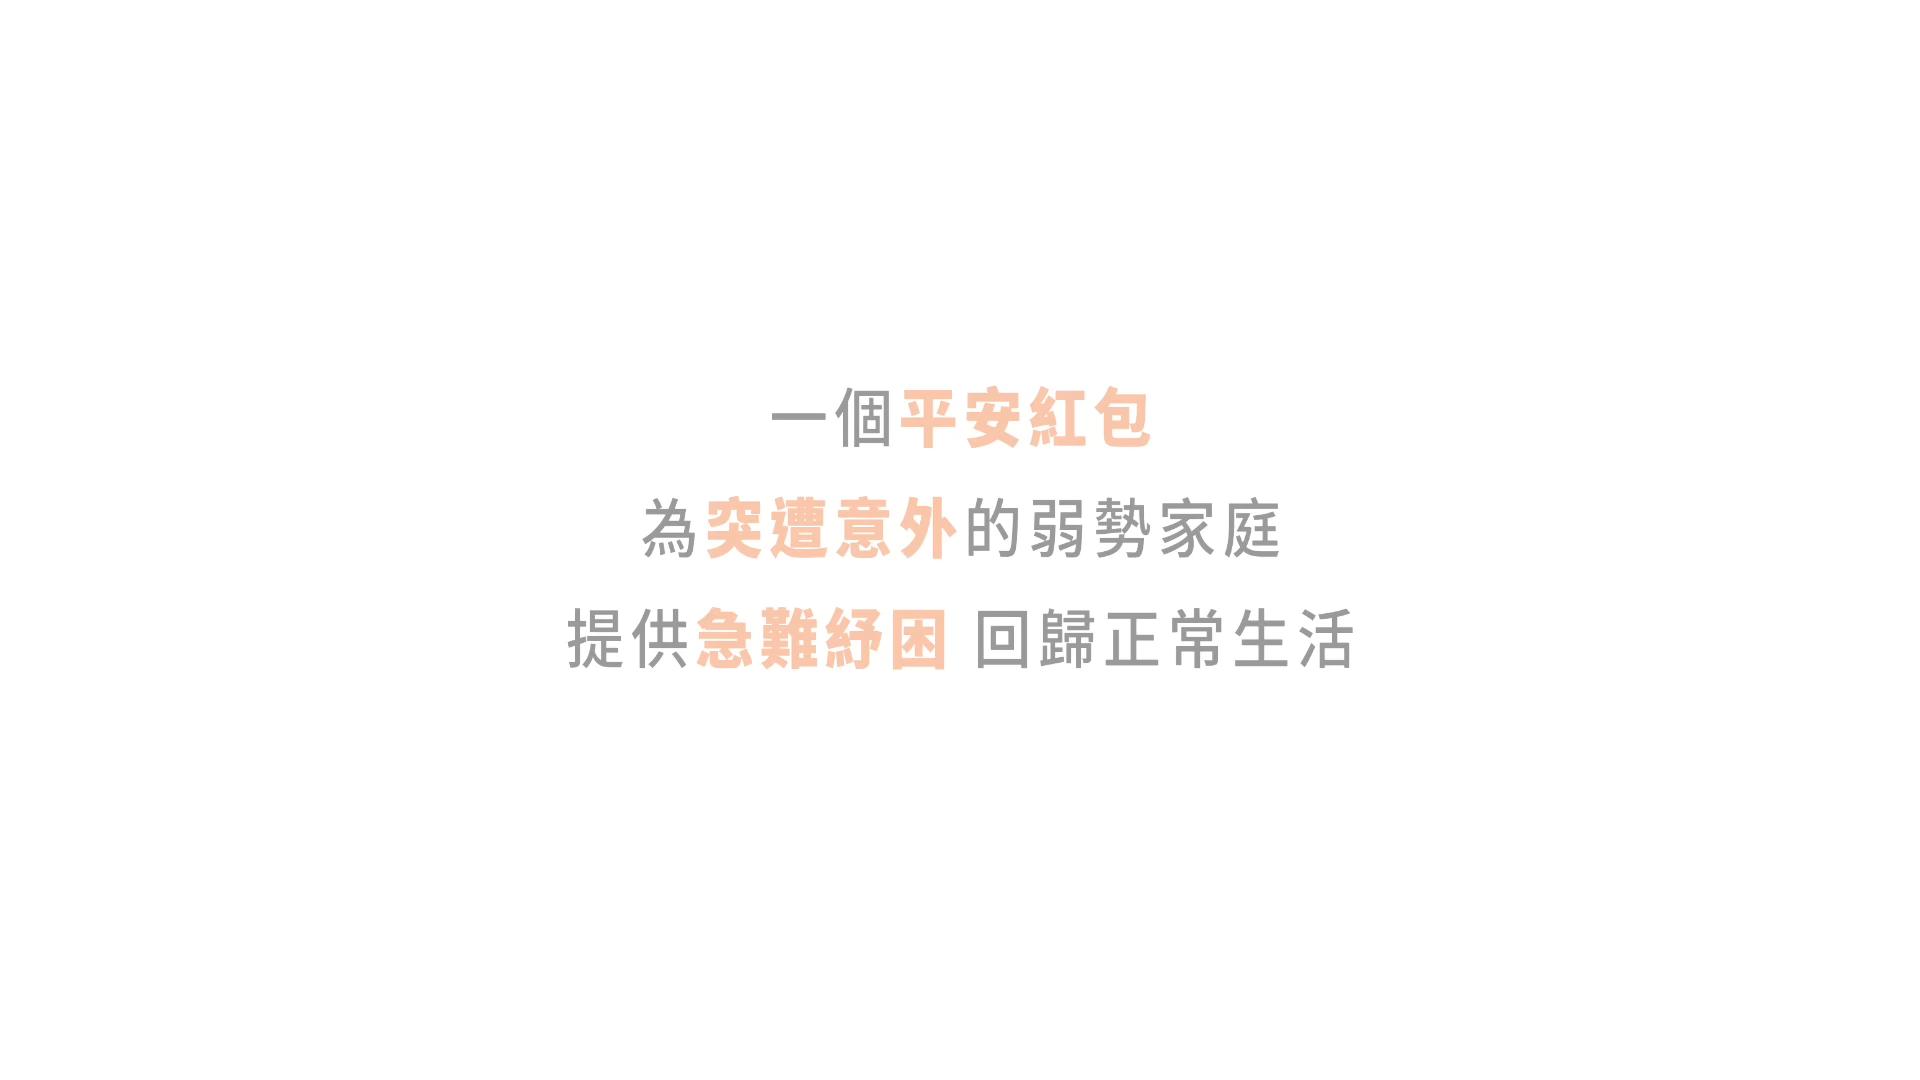 一個平安紅包
為突遭意外的弱勢家庭
提供急難紓困 回歸正常生活